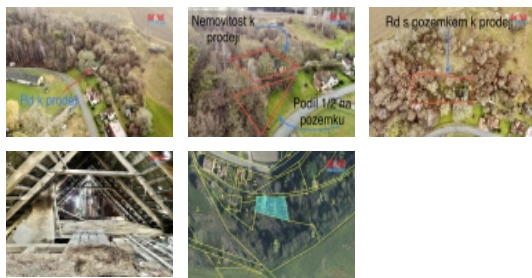 Rd k prodeji
Nemovitost k
prodeji
Podíl 1/2 na
pozemku
Rd s pozemkem k prodeji